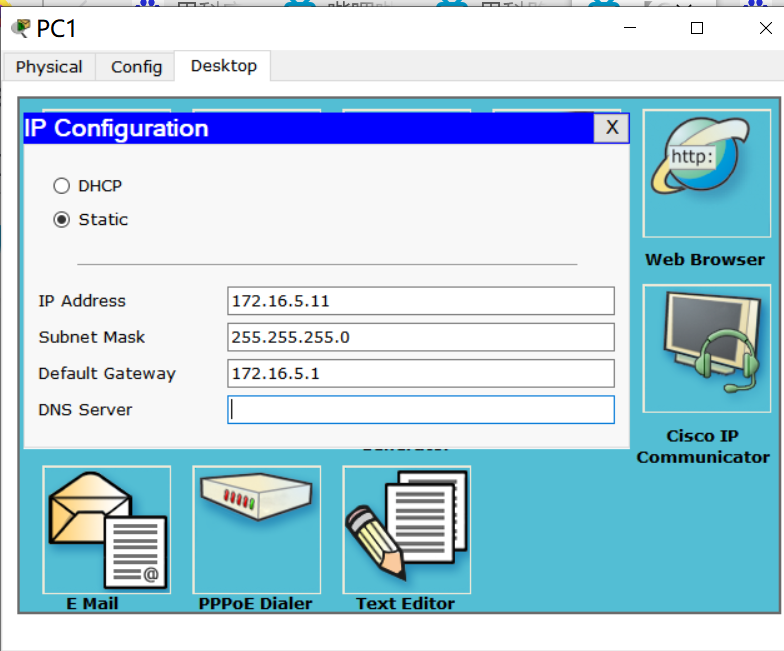 PC1
Physical Config Desktop
IP Configuration X
http:
DHCP
Static
Web Browser
IP Address 172.16.5.11
Subnet Mask 255.255.255.0
Default Gateway 172.16.5.1
DNS Server
Cisco IP
Communicator
@
E Mail PPPoE Dialer Text Editor